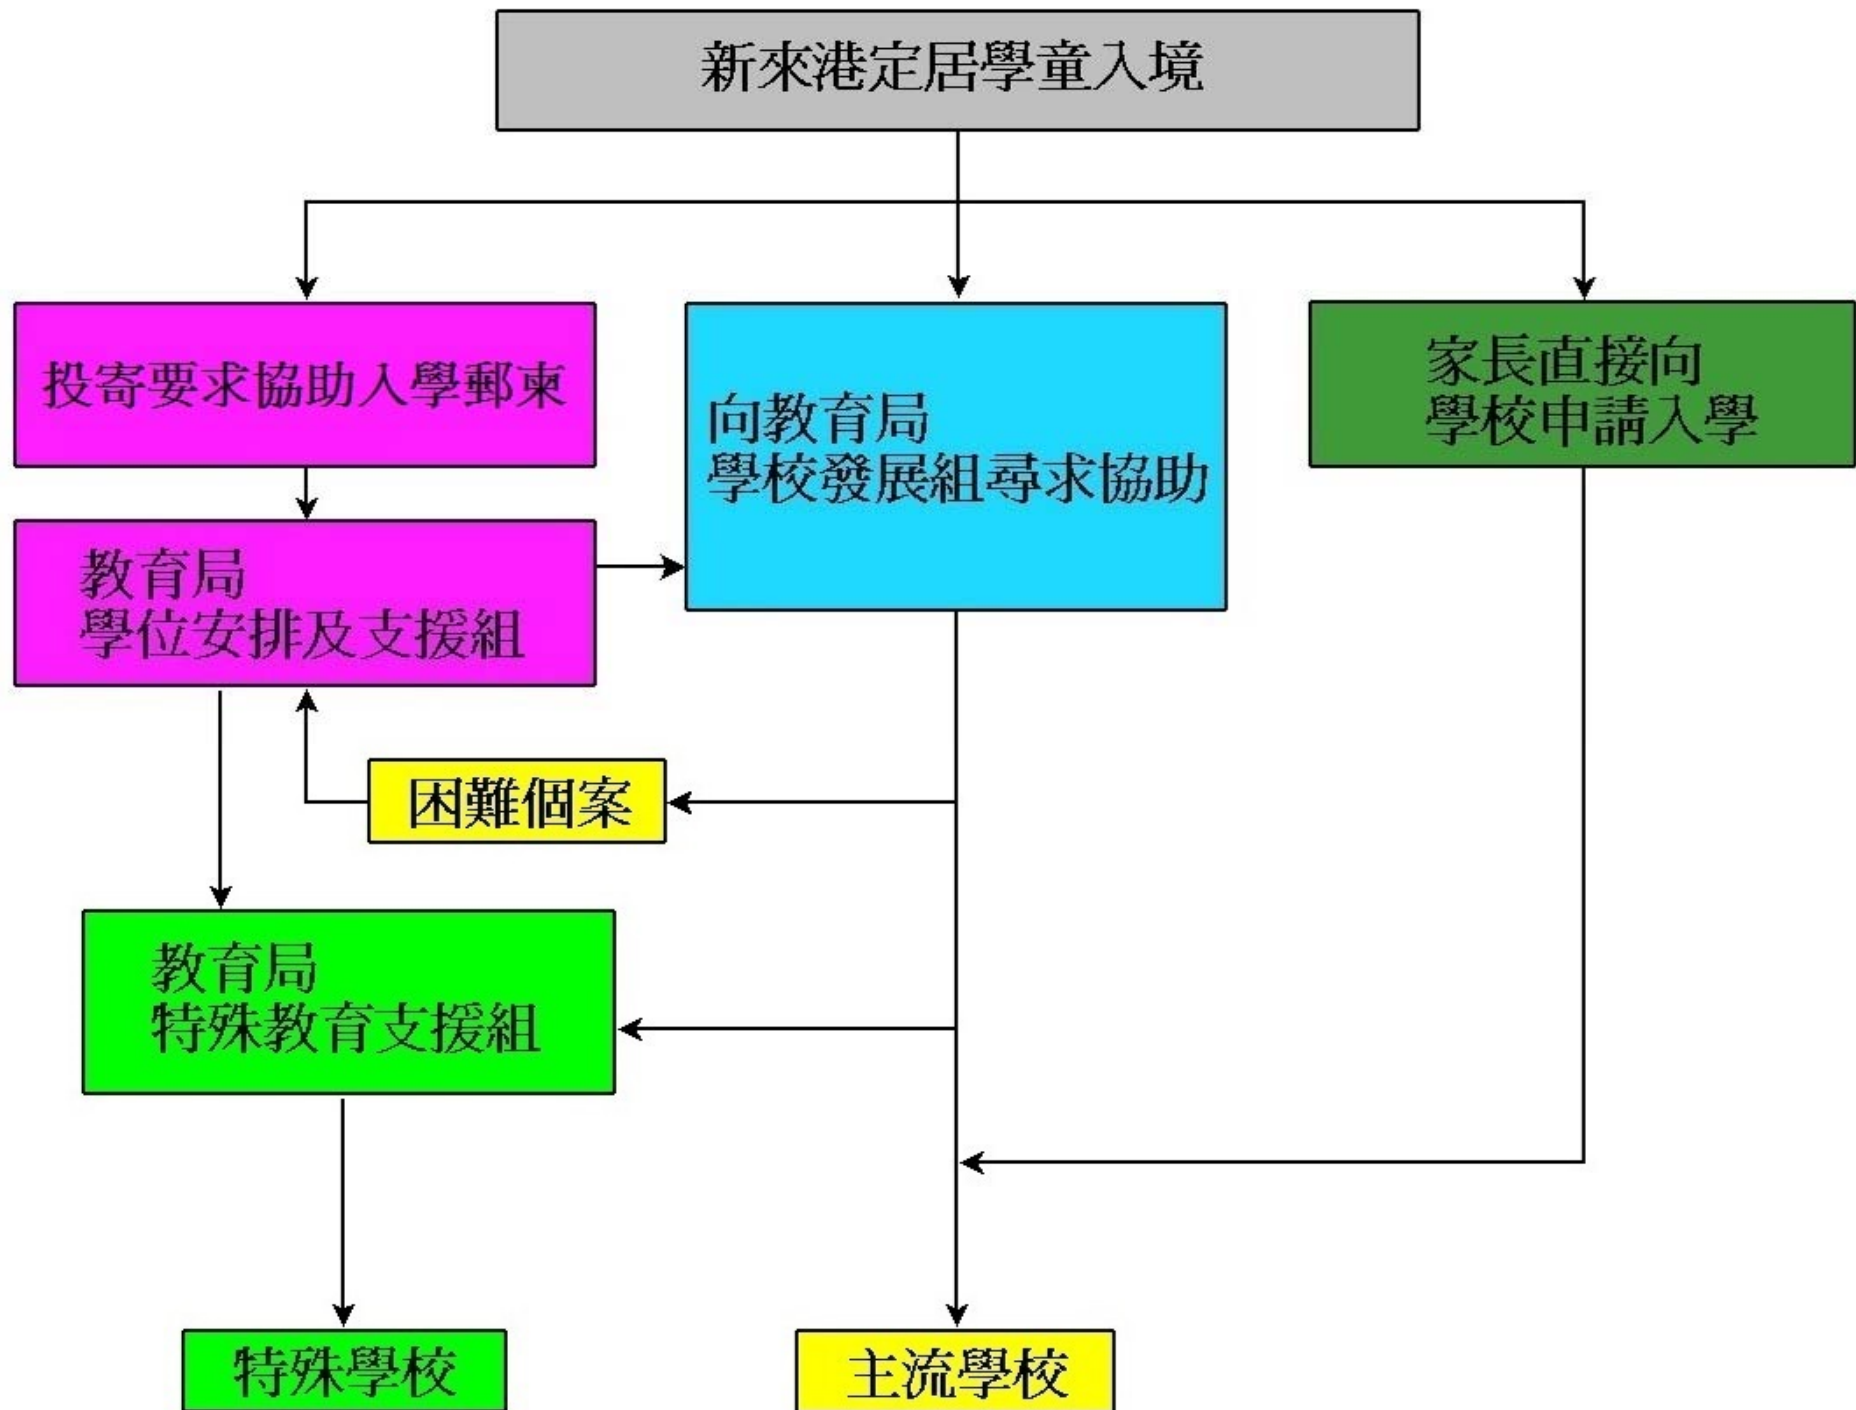 新來港定居學童入境
投寄要求協助入學郵柬
向教育局
學校發展組尋求協助
家長直接向
學校申請入學
教育局
學位安排及支援組
困難個案
教育局
特殊教育支援組
特殊學校
主流學校